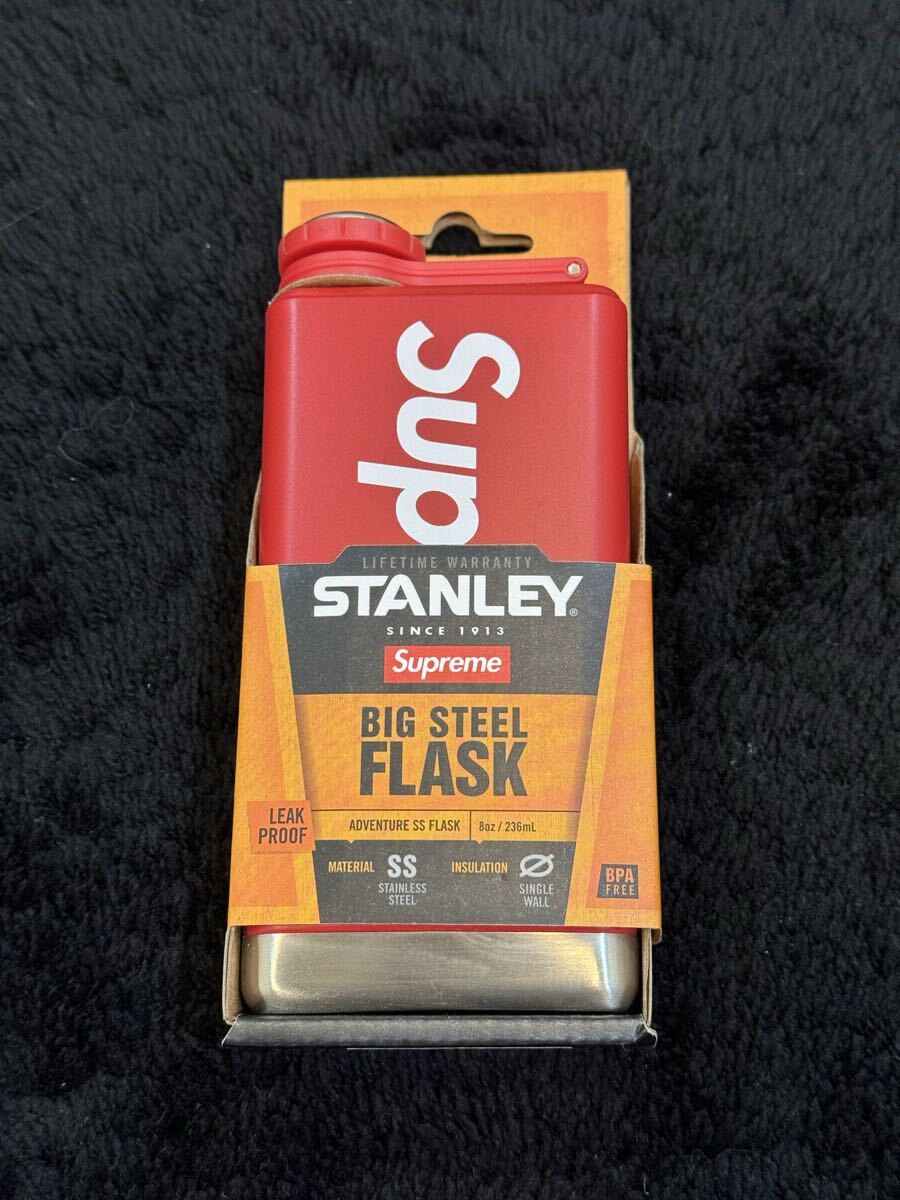 Sup
LIFETIME WARRANTY
STANLEY®
SINCE 1913
Supreme
BIG STEEL
FLASK
LEAK
PROOF
ADVENTURE SS FLASK
8oz / 236mL
MATERIAL
SS
STAINLESS
STEEL
INSULATION
SINGLE
WALL
BPA
FREE